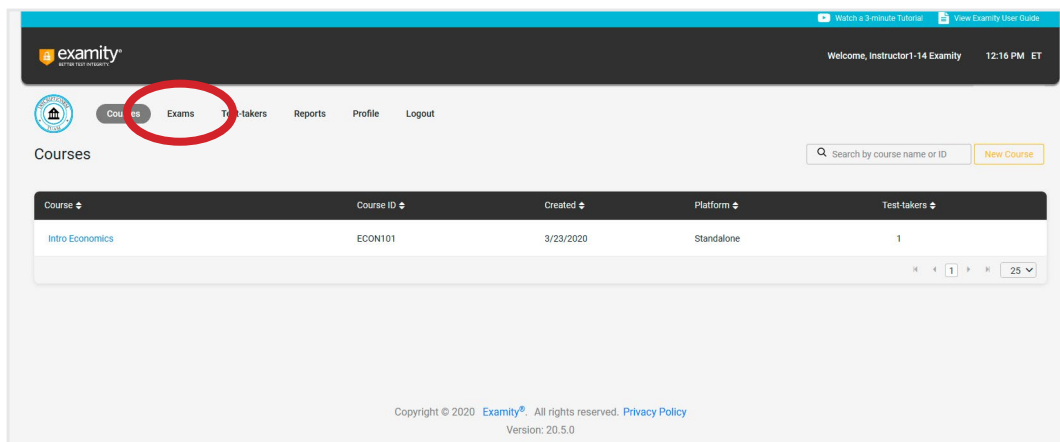 Watch a 3-minute Tutorial View Examity User Guide
examity
BETTER TEST INTEGRITY
Welcome, Instructor1-14 Examity 12:16 PM ET
Courses Exams Test-takers Reports Profile Logout
Courses
Search by course name or ID New Course
Course Course ID Created Platform Test-takers
Intro Economics ECON101 3/23/2020 Standalone 1
1 25
Copyright © 2020 Examity®. All rights reserved. Privacy Policy
Version: 20.5.0